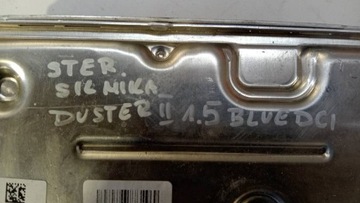 STER.
SILNIKA
DUSTER II 1.5 BLUE DCI